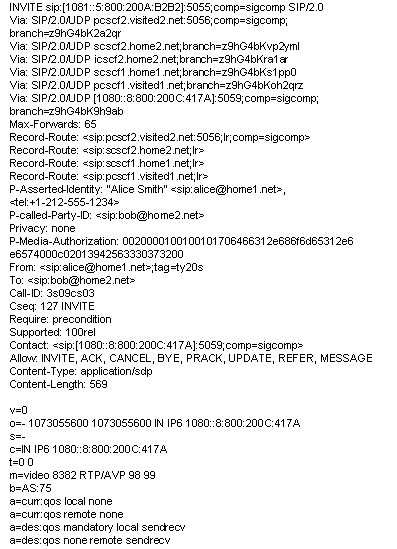 INVITE sip:[1081::5:800:200A:B2B2]:5055;comp=sigcomp SIP/2.0
Via: SIP/2.0/UDP pcscf2.visited2.net:5056;comp=sigcomp;
branch=z9hG4bK2a2qr
Via: SIP/2.0/UDP scscf2.home2.net;branch=z9hG4bKvp2yml
Via: SIP/2.0/UDP icscf2.home2.net;branch=z9hG4bKra1ar
Via: SIP/2.0/UDP scscf1.home1.net;branch=z9hG4bKs1pp0
Via: SIP/2.0/UDP pcscf1.visited1.net;branch=z9hG4bKoh2qrz
Via: SIP/2.0/UDP [1080::8:800:200C:417A]:5059;comp=sigcomp;
branch=z9hG4bK9h9ab
Max-Forwards: 65
Record-Route: <sip:pcscf2.visited2.net:5056;lr;comp=sigcomp>
Record-Route: <sip:scscf2.home2.net;lr>
Record-Route: <sip:scscf1.home1.net;lr>
Record-Route: <sip:pcscf1.visited1.net;lr>
P-Asserted-Identity: "Alice Smith" <sip:alice@home1.net>,
<tel:+1-212-555-1234>
P-called-Party-ID: <sip:bob@home2.net>
Privacy: none
P-Media-Authorization: 0020000100100101706466312e686f6d65312e6
e6574000c02013942563330373200
From: <sip:alice@home1.net>;tag=ty20s
To: <sip:bob@home2.net>
Call-ID: 3s09cs03
Cseq: 127 INVITE
Require: precondition
Supported: 100rel
Contact: <sip:[1080::8:800:200C:417A]:5059;comp=sigcomp>
Allow: INVITE, ACK, CANCEL, BYE, PRACK, UPDATE, REFER, MESSAGE
Content-Type: application/sdp
Content-Length: 569
v=0
o=- 1073055600 1073055600 IN IP6 1080::8:800:200C:417A
s=-
c=IN IP6 1080::8:800:200C:417A
t=0 0
m=video 8382 RTP/AVP 98 99
b=AS:75
a=curr:qos local none
a=curr:qos remote none
a=des:qos mandatory local sendrecv
a=des:qos none remote sendrecv